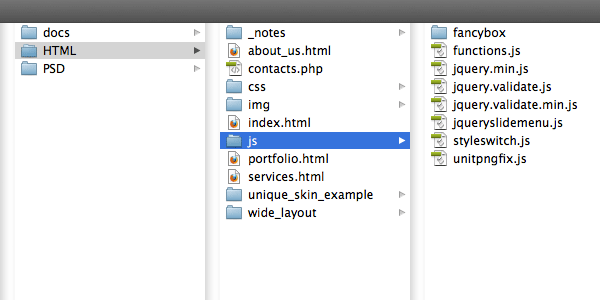 docs
HTML
PSD
_notes
about_us.html
contacts.php
css
img
index.html
js
portfolio.html
services.html
unique_skin_example
wide_layout
fancybox
functions.js
jquery.min.js
jquery.validate.js
jquery.validate.min.js
jqueryslidemenu.js
styleswitch.js
unitpngfix.js